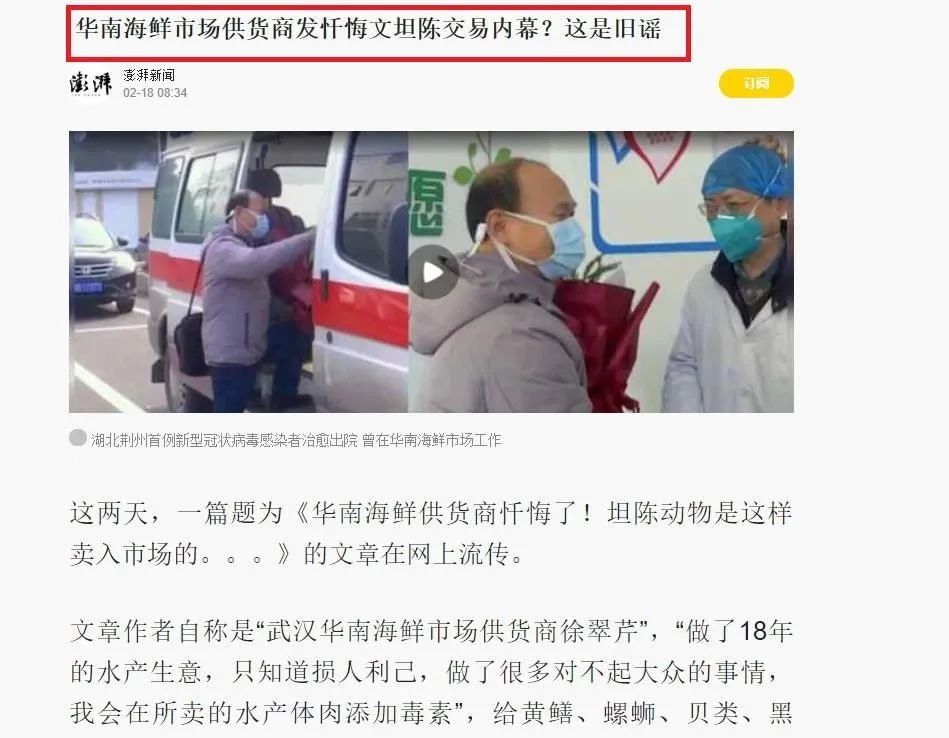 华南海鲜市场供货商发忏悔文坦陈交易内幕？这是旧谣
澎湃
澎湃新闻
02-18 08:34
订阅
愿
湖北荆州首例新型冠状病毒感染者治愈出院 曾在华南海鲜市场工作
这两天，一篇题为《华南海鲜供货商忏悔了！坦陈动物是这样
卖入市场的。。。》的文章在网上流传。
文章作者自称是“武汉华南海鲜市场供货商徐翠芹”，“做了18年
的水产生意，只知道损人利己，做了很多对不起大众的事情，
我会在所卖的水产体肉添加毒素”，给黄鳝、螺蛳、贝类、黑